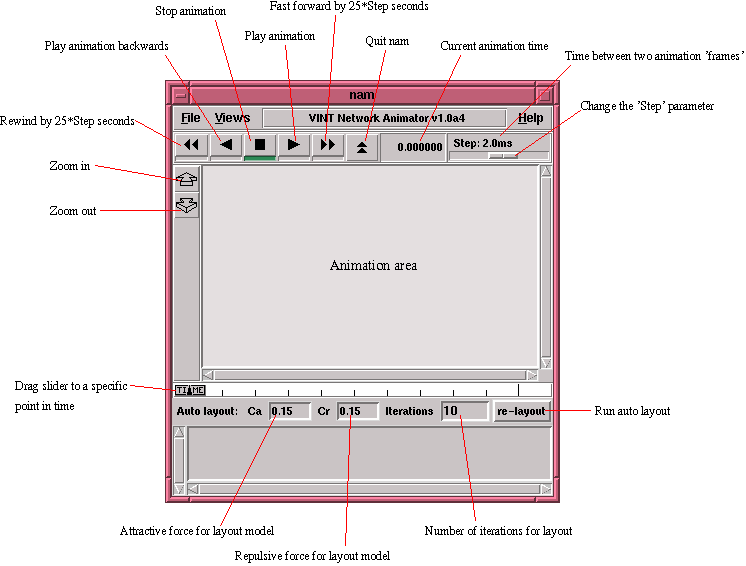 Fast forward by 25*Step seconds
Stop animation
Play animation
Quit nam
Play animation backwards
Current animation time
Time between two animation 'frames'
nam
Change the 'Step' parameter
File Views VINT Network Animator v1.0a4 Help
Rewind by 25*Step seconds
0.000000
Step: 2.0ms
Zoom in
Zoom out
Animation area
Drag slider to a specific
point in time
TIME
Auto layout: Ca 0.15 Cr 0.15 Iterations 10 re-layout
Run auto layout
Attractive force for layout model
Number of iterations for layout
Repulsive force for layout model